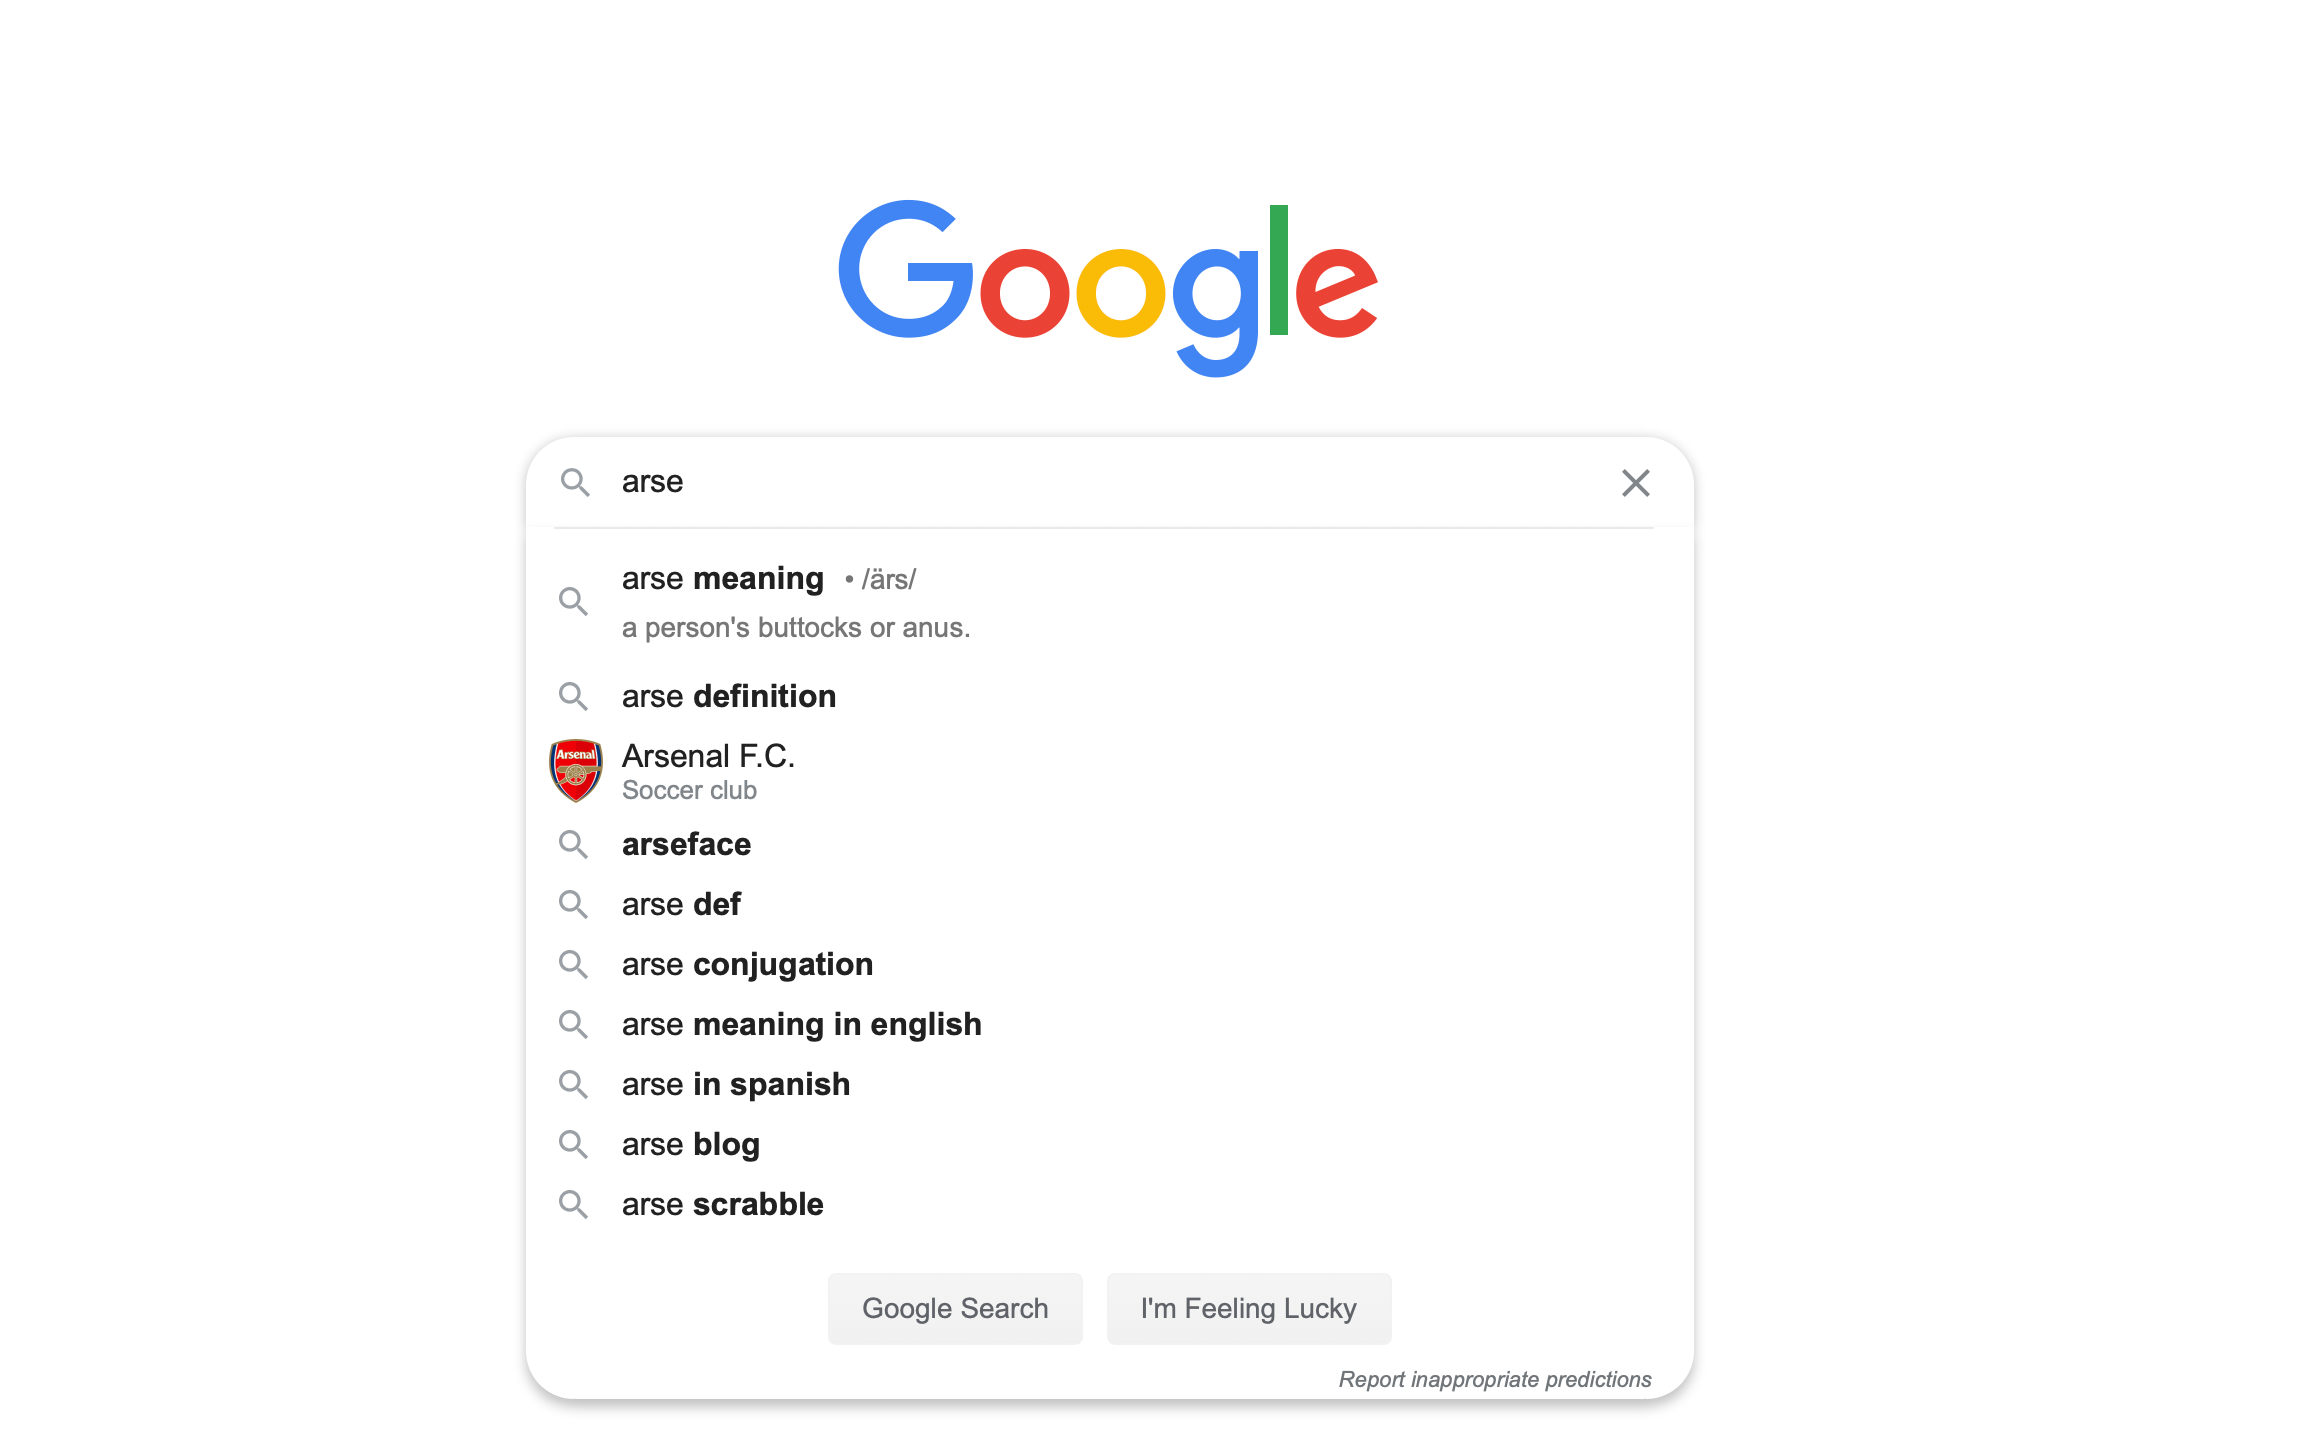 Google
arse
arse meaning • /ärs/
a person's buttocks or anus.
arse definition
Arsenal
Arsenal F.C.
Soccer club
arseface
arse def
arse conjugation
arse meaning in english
arse in spanish
arse blog
arse scrabble
Google Search
I'm Feeling Lucky
Report inappropriate predictions